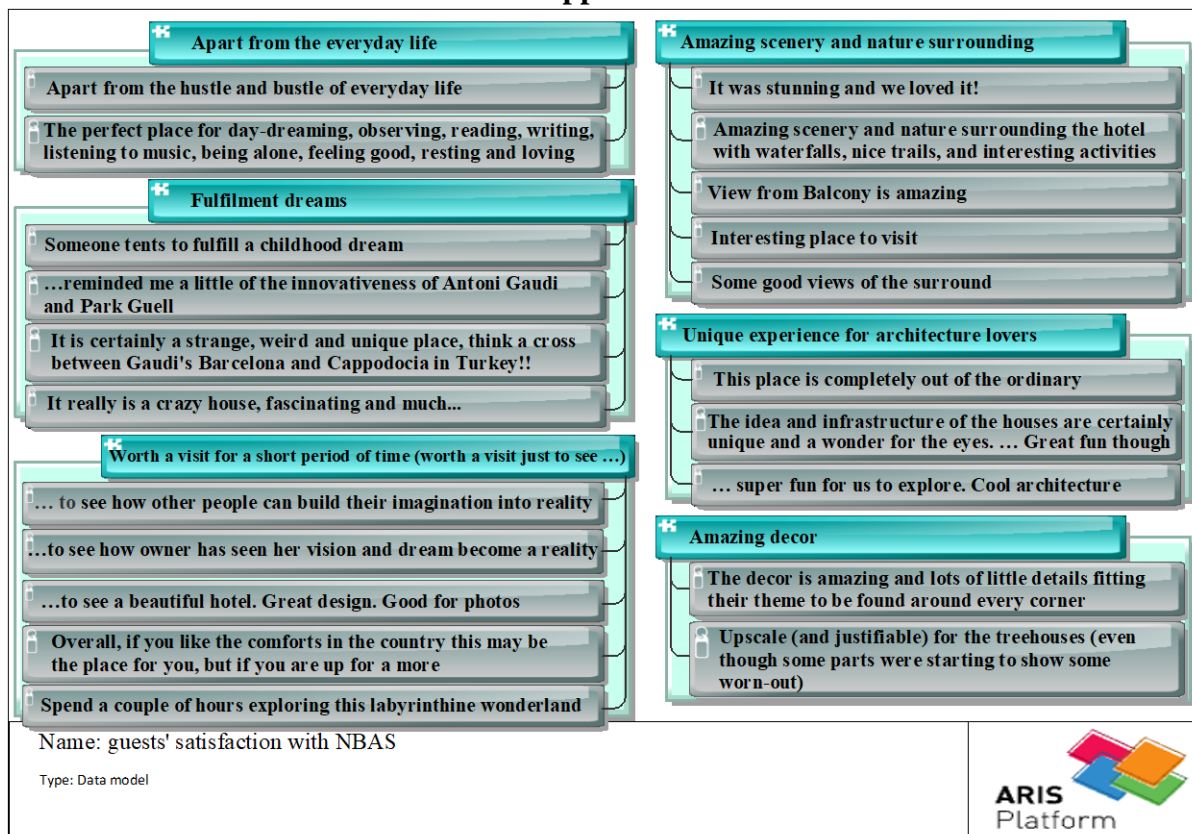 Apart from the everyday life
Apart from the hustle and bustle of everyday life
The perfect place for day-dreaming, observing, reading, writing,
listening to music, being alone, feeling good, resting and loving
Fulfilment dreams
Someone tents to fulfill a childhood dream
…reminded me a little of the innovativeness of Antoni Gaudi
and Park Guell
It is certainly a strange, weird and unique place, think a cross
between Gaudi's Barcelona and Cappodocia in Turkey!!
It really is a crazy house, fascinating and much...
Worth a visit for a short period of time (worth a visit just to see …)
… to see how other people can build their imagination into reality
…to see how owner has seen her vision and dream become a reality
…to see a beautiful hotel. Great design. Good for photos
Overall, if you like the comforts in the country this may be
the place for you, but if you are up for a more
Spend a couple of hours exploring this labyrinthine wonderland
Amazing scenery and nature surrounding
It was stunning and we loved it!
Amazing scenery and nature surrounding the hotel
with waterfalls, nice trails, and interesting activities
View from Balcony is amazing
Interesting place to visit
Some good views of the surround
Unique experience for architecture lovers
This place is completely out of the ordinary
The idea and infrastructure of the houses are certainly
unique and a wonder for the eyes. … Great fun though
… super fun for us to explore. Cool architecture
Amazing decor
The decor is amazing and lots of little details fitting
their theme to be found around every corner
Upscale (and justifiable) for the treehouses (even
though some parts were starting to show some
worn-out)
Name: guests' satisfaction with NBAS
Type: Data model
ARIS
Platform